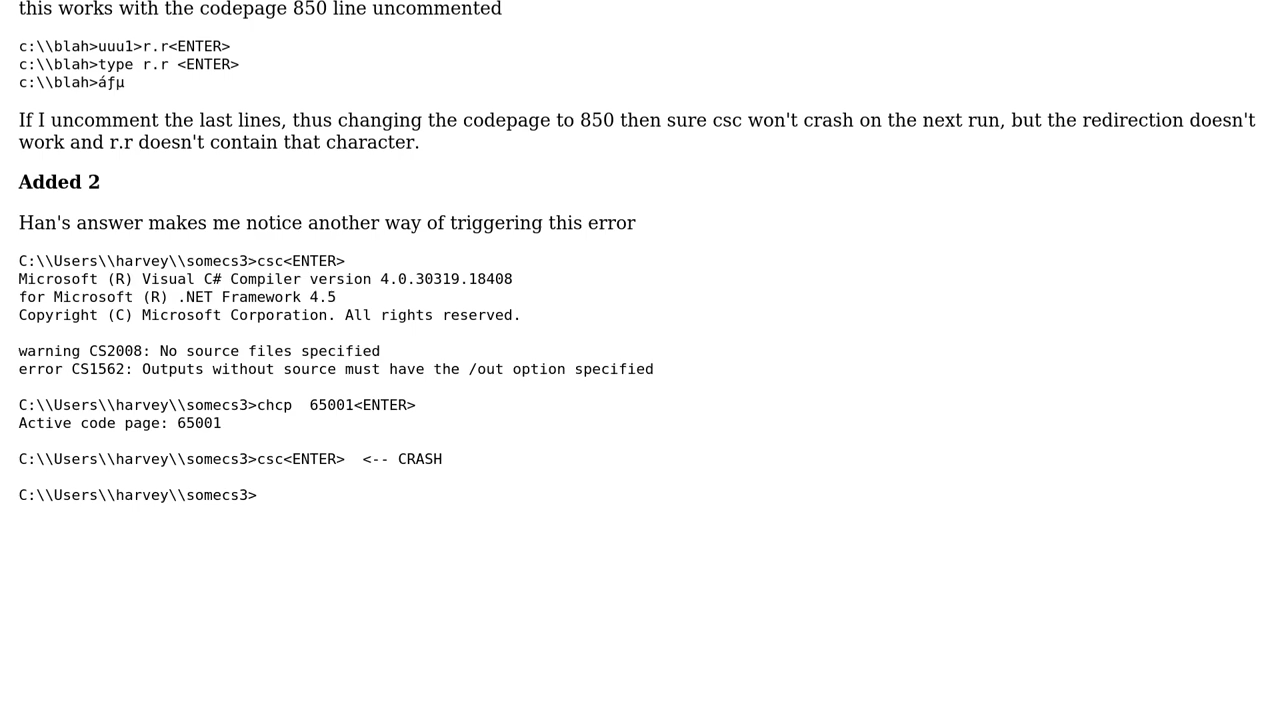 this works with the codepage 850 line uncommented
c:\\blah>uuu1>r.r<ENTER>
c:\\blah>type r.r <ENTER>
c:\\blah>áƒµ
If I uncomment the last lines, thus changing the codepage to 850 then sure csc won't crash on the next run, but the redirection doesn't
work and r.r doesn't contain that character.
Added 2
Han's answer makes me notice another way of triggering this error
C:\\Users\\harvey\\somecs3>csc<ENTER>
Microsoft (R) Visual C# Compiler version 4.0.30319.18408
for Microsoft (R) .NET Framework 4.5
Copyright (C) Microsoft Corporation. All rights reserved.
warning CS2008: No source files specified
error CS1562: Outputs without source must have the /out option specified
C:\\Users\\harvey\\somecs3>chcp  65001<ENTER>
Active code page: 65001
C:\\Users\\harvey\\somecs3>csc<ENTER>  <-- CRASH
C:\\Users\\harvey\\somecs3>